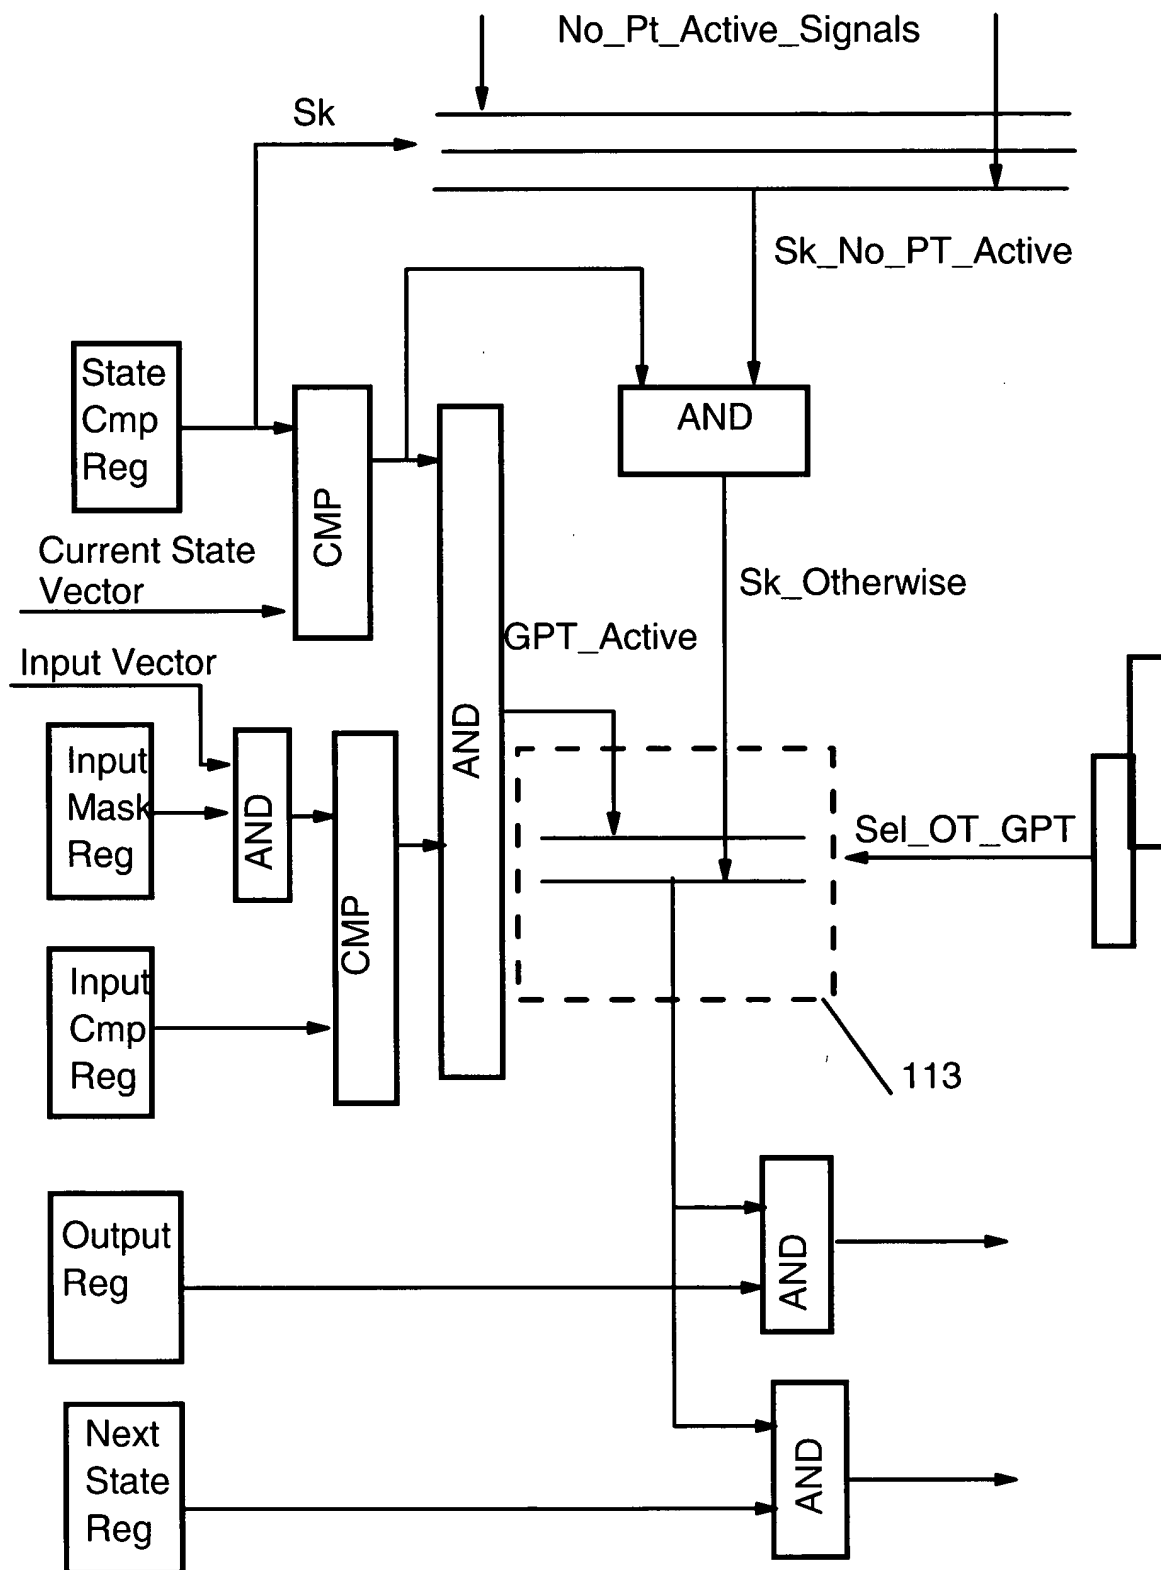 No_Pt_Active_Signals
Sk
Sk_No_PT_Active
State
Cmp
Reg
AND
CMP
Current State
Vector
Sk_Otherwise
GPT_Active
Input Vector
AND
Input
Mask
Reg
AND
Sel_OT_GPT
CMP
Input
Cmp
Reg
113
Output
Reg
AND
Next
State
Reg
AND